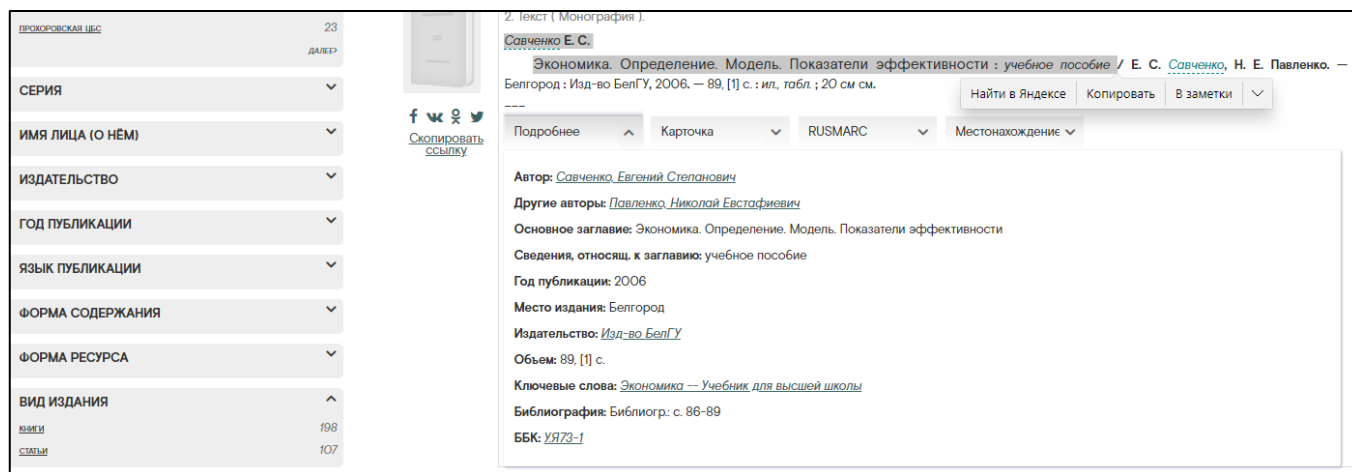 ПРОХОРОВСКАЯ ЦБС 23
ДАЛЕЕ>
СЕРИЯ
ИМЯ ЛИЦА (О НЁМ)
ИЗДАТЕЛЬСТВО
ГОД ПУБЛИКАЦИИ
ЯЗЫК ПУБЛИКАЦИИ
ФОРМА СОДЕРЖАНИЯ
ФОРМА РЕСУРСА
ВИД ИЗДАНИЯ
КНИГИ 198
СТАТЬИ 107
Скопировать
ссылку
2. Текст ( Монография ).
Савченко Е. С.
Экономика. Определение. Модель. Показатели эффективности : учебное пособие / Е. С. Савченко, Н. Е. Павленко. —
Белгород : Изд-во БелГУ, 2006. — 89, [1] с. : ил., табл. ; 20 см см.
---
Найти в Яндексе Копировать В заметки
Подробнее Карточка RUSMARC Местонахождение
Автор: Савченко, Евгений Степанович
Другие авторы: Павленко, Николай Евстафиевич
Основное заглавие: Экономика. Определение. Модель. Показатели эффективности
Сведения, относящ. к заглавию: учебное пособие
Год публикации: 2006
Место издания: Белгород
Издательство: Изд-во БелГУ
Объем: 89, [1] с.
Ключевые слова: Экономика -- Учебник для высшей школы
Библиография: Библиогр.: с. 86-89
ББК: УЯ73-1